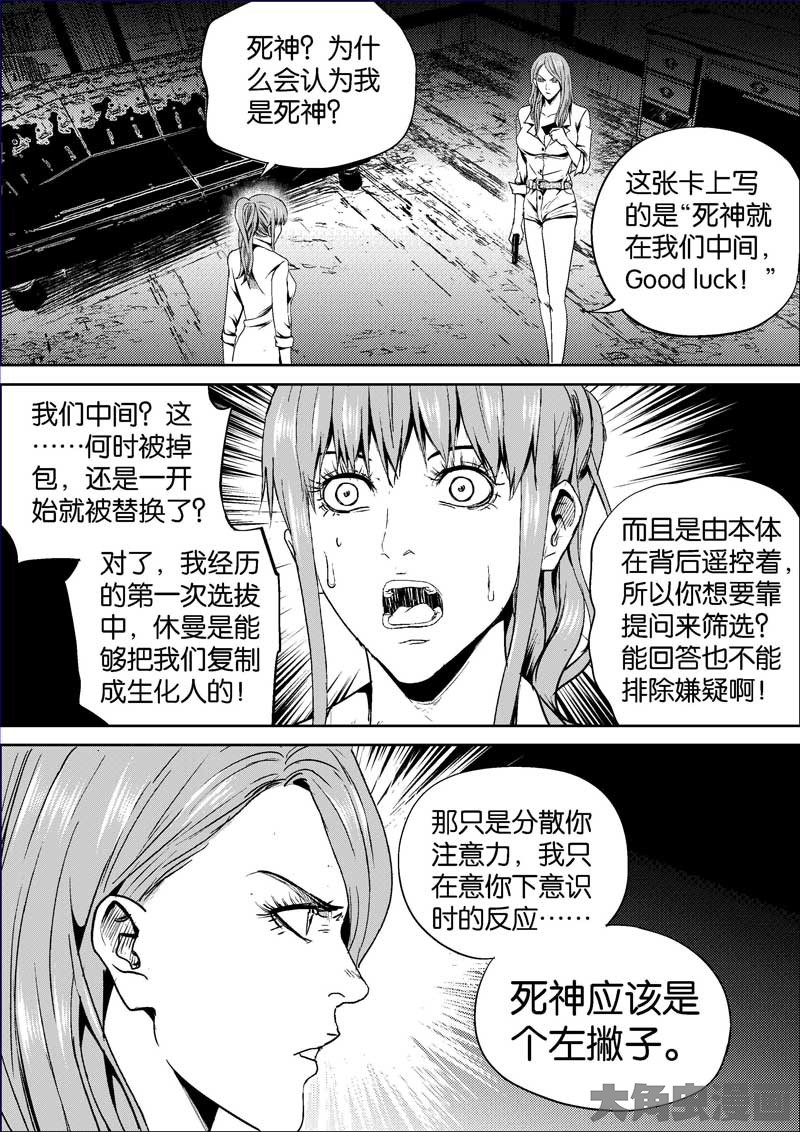 死神？为什
么会认为我
是死神？
这张卡上写
的是“死神就
在我们中间，
Good luck！”
我们中间？这
……何时被掉
包，还是一开
始就被替换了？
对了，我经历
的第一次选拔
中，休曼是能
够把我们复制
成生化人的！
而且是由本体
在背后遥控着，
所以你想要靠
提问来筛选？
能回答也不能
排除嫌疑啊！
那只是分散你
注意力，我只
在意你下意识
时的反应……
死神应该是
个左撇子。
大角虫漫画